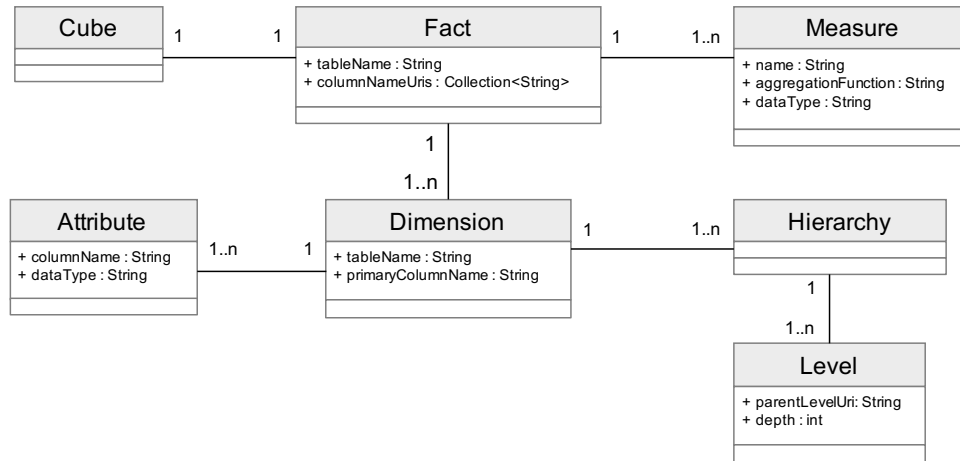 Cube
1
1
Fact
+ tableName : String
+ columnNameUris : Collection<String>
1
1..n
Measure
+ name : String
+ aggregationFunction : String
+ dataType : String
1
1..n
Attribute
+ columnName : String
+ dataType : String
1..n
1
Dimension
+ tableName : String
+ primaryColumnName : String
1
1..n
Hierarchy
1
1..n
Level
+ parentLevelUri: String
+ depth : int